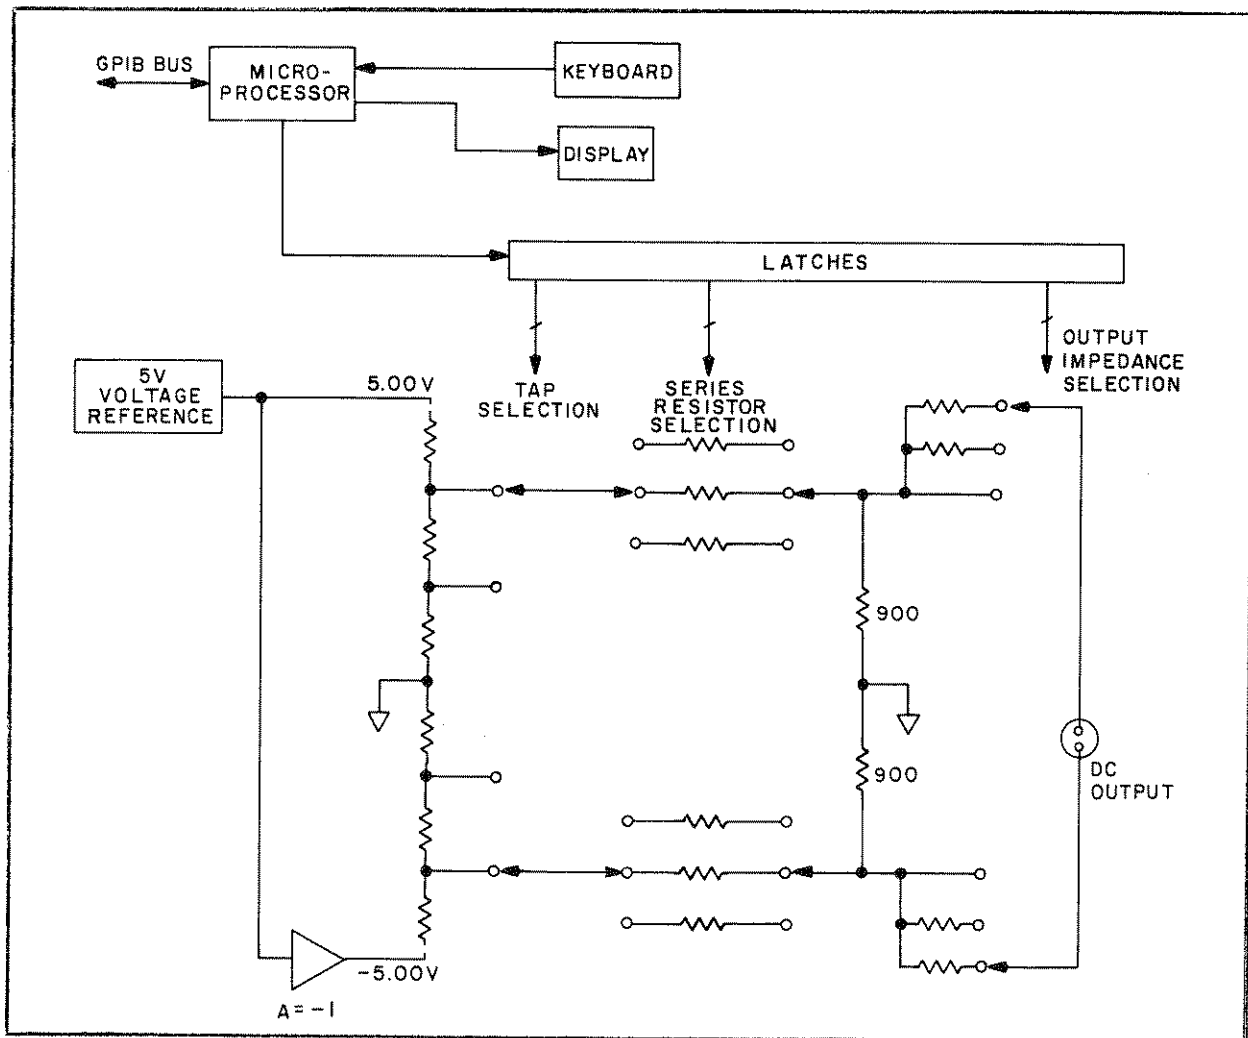 GPIB BUS
MICRO-
PROCESSOR
KEYBOARD
DISPLAY
LATCHES
5V
VOLTAGE
REFERENCE
5.00V
TAP
SELECTION
SERIES
RESISTOR
SELECTION
OUTPUT
IMPEDANCE
SELECTION
900
900
DC
OUTPUT
-5.00V
A = -1